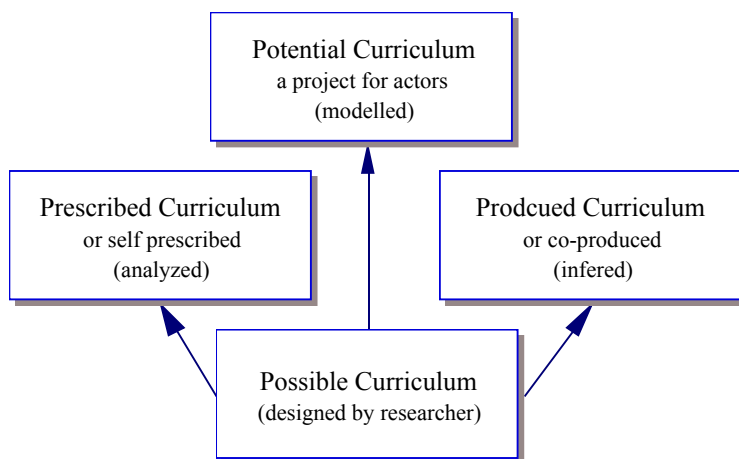 Potential Curriculum
a project for actors
(modelled)
Prescribed Curriculum
or self prescribed
(analyzed)
Prodcued Curriculum
or co-produced
(infered)
Possible Curriculum
(designed by researcher)